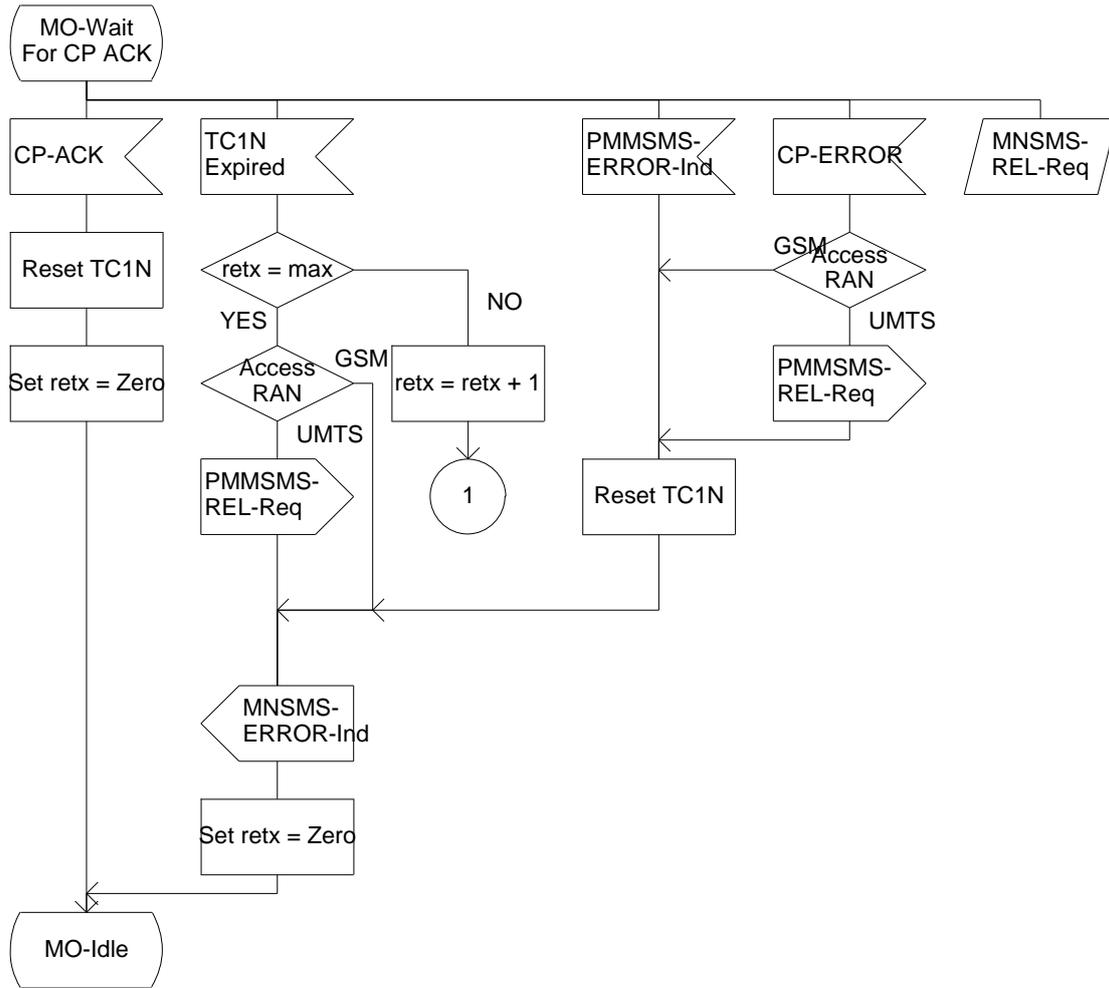 MO-Wait
For CP ACK
CP-ACK
TC1N
Expired
PMMSMS-
ERROR-Ind
CP-ERROR
MNSMS-
REL-Req
Reset TC1N
retx = max
GSM
Access
RAN
NO
YES
UMTS
Set retx = Zero
Access
RAN
GSM
retx = retx + 1
PMMSMS-
REL-Req
UMTS
PMMSMS-
REL-Req
1
Reset TC1N
MNSMS-
ERROR-Ind
Set retx = Zero
MO-Idle